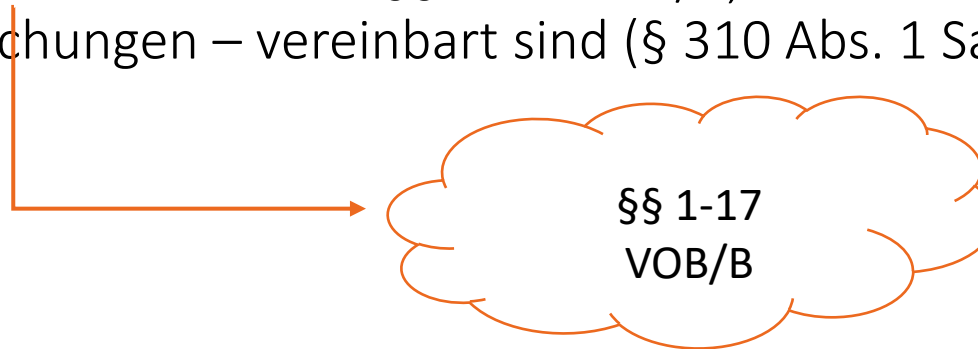 chungen – vereinbart sind (§ 310 Abs. 1 Sa
§§ 1-17
VOB/B